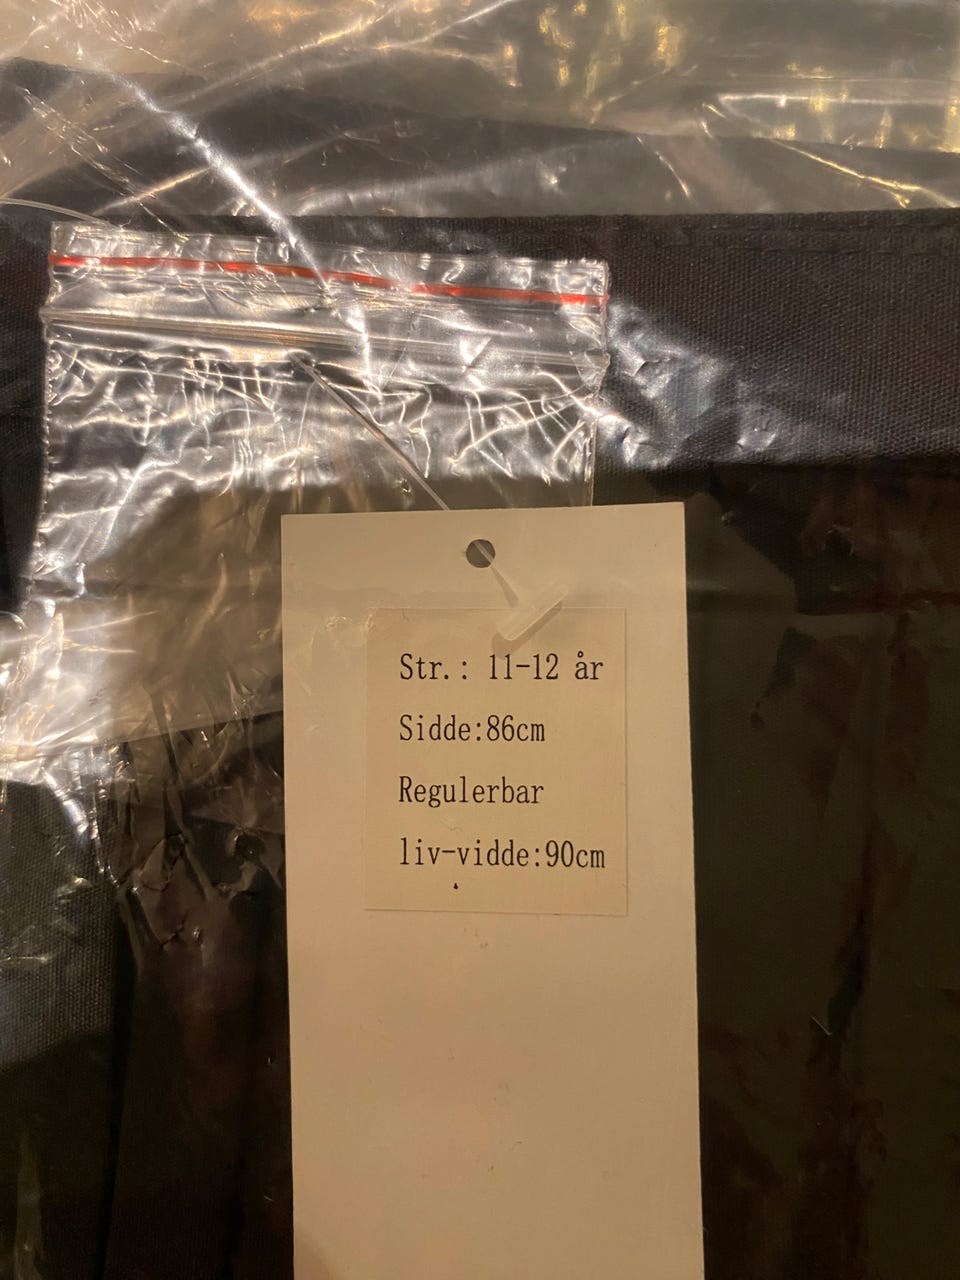 Str.: 11-12 år
Sidde:86cm
Regulerbar
liv-vidde:90cm